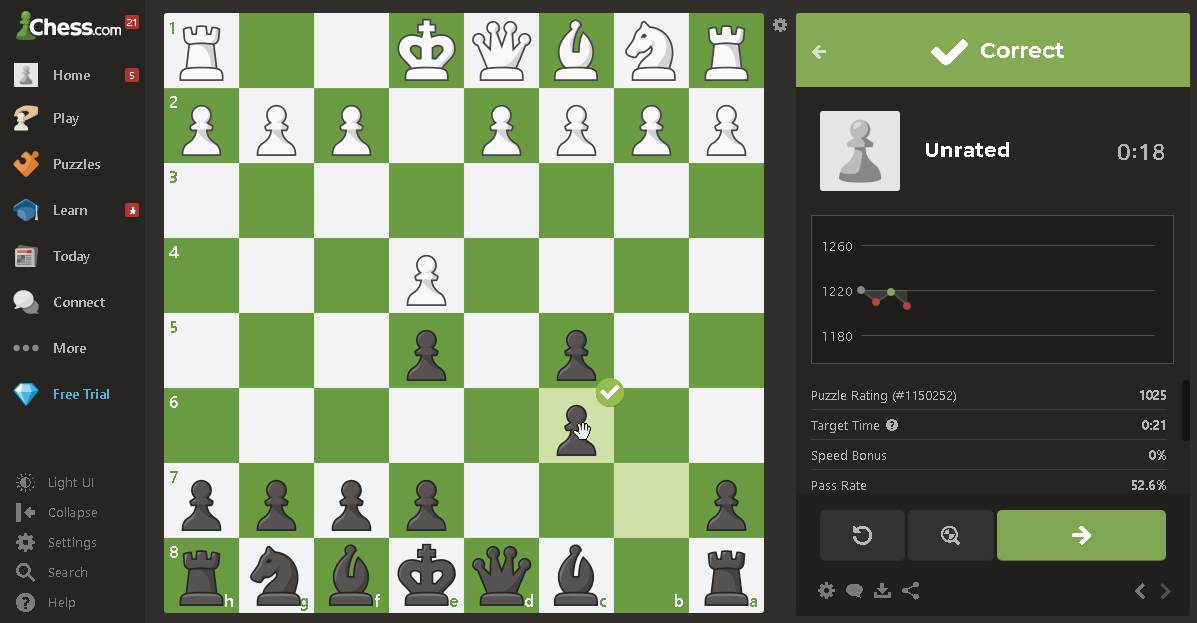 Chess.com 21
Home 5
Play
Puzzles
Learn
Today
Connect
More
Free Trial
Light UI
Collapse
Settings
Search
Help
1
2
3
4
5
6
7
8
h g f e d c b a
Correct
Unrated 0:18
1260
1220
1180
Puzzle Rating (#1150252) 1025
Target Time ? 0:21
Speed Bonus 0%
Pass Rate 52.6%